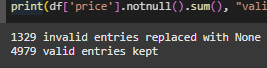 print(df['price'].notnull().sum(), "vali
1329 invalid entries replaced with None
4979 valid entries kept